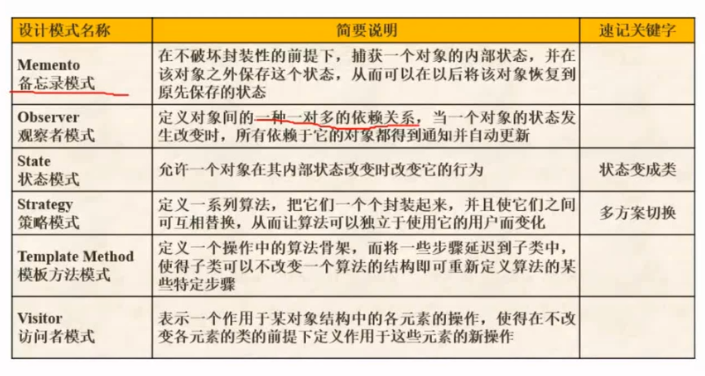 设计模式名称 简要说明 速记关键字
Memento
备忘录模式
在不破坏封装性的前提下，捕获一个对象的内部状态，并在
该对象之外保存这个状态，从而可以在以后将该对象恢复到
原先保存的状态
Observer
观察者模式
定义对象间的一种一对多的依赖关系，当一个对象的状态发
生改变时，所有依赖于它的对象都得到通知并自动更新
State
状态模式
允许一个对象在其内部状态改变时改变它的行为
状态变成类
Strategy
策略模式
定义一系列算法，把它们一个个封装起来，并且使它们之间
可互相替换，从而让算法可以独立于使用它的用户而变化
多方案切换
Template Method
模板方法模式
定义一个操作中的算法骨架，而将一些步骤延迟到子类中，
使得子类可以不改变一个算法的结构即可重新定义算法的某
些特定步骤
Visitor
访问者模式
表示一个作用于某对象结构中的各元素的操作，使得在不改
变各元素的类的前提下定义作用于这些元素的新操作